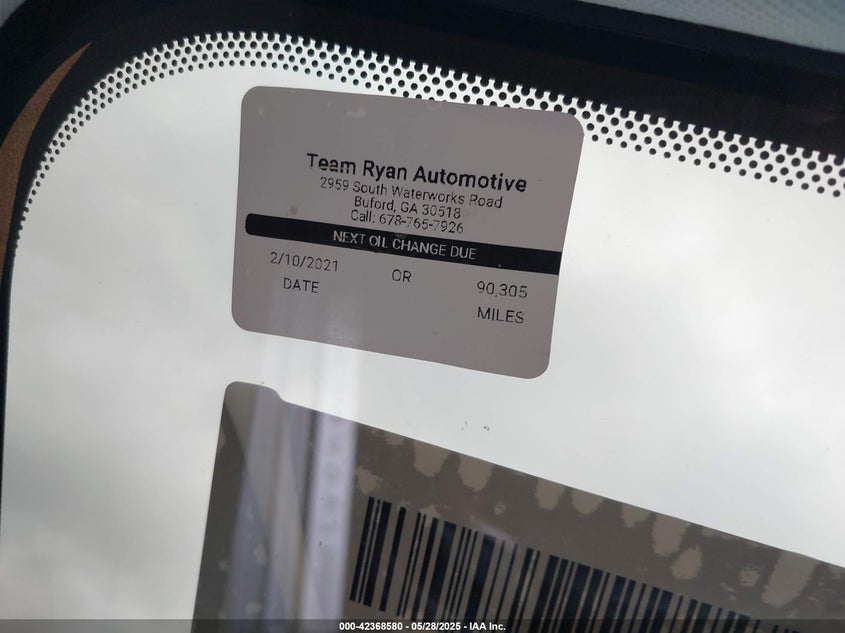 Team Ryan Automotive
2959 South Waterworks Road
Buford, GA 30518
Call: 678-765-7926
NEXT OIL CHANGE DUE
2/10/2021 OR 90,305
DATE MILES
000-42368580 - 05/28/2025 - IAA Inc.